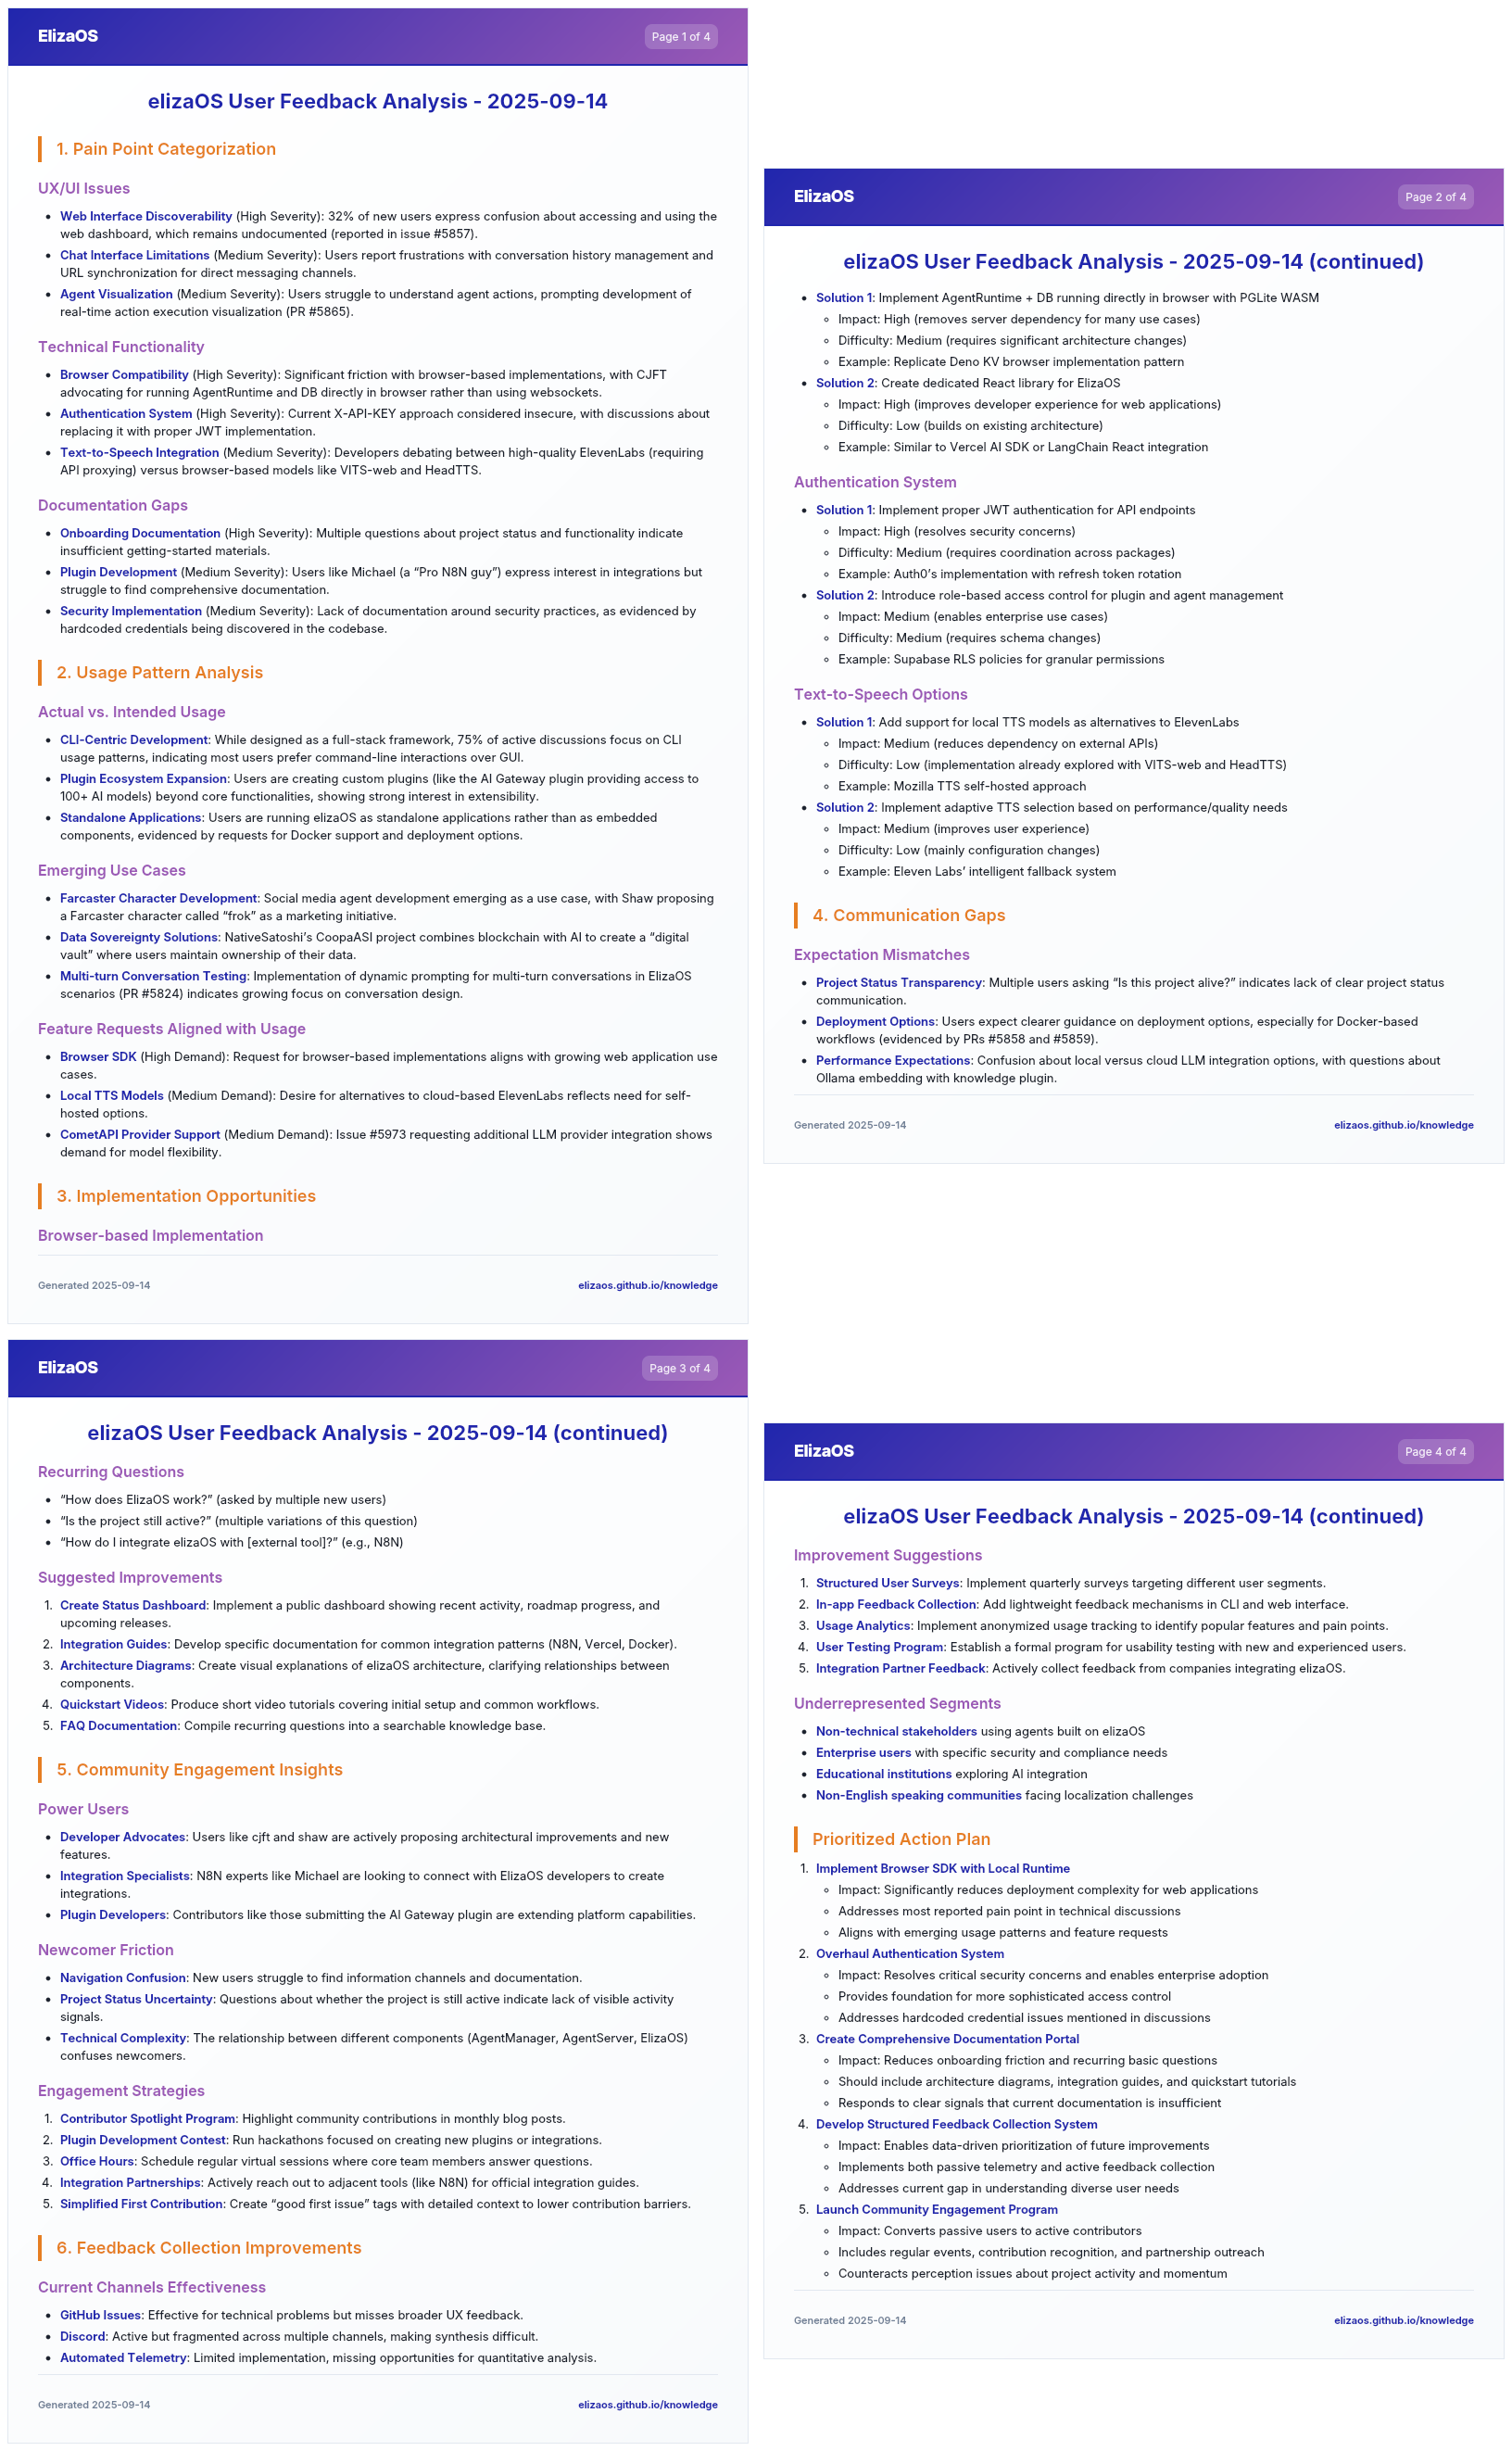 ElizaOS
Page 1 of 4
elizaOS User Feedback Analysis - 2025-09-14
1. Pain Point Categorization
UX/UI Issues
• Web Interface Discoverability (High Severity): 32% of new users express confusion about accessing and using the
web dashboard, which remains undocumented (reported in issue #5857).
• Chat Interface Limitations (Medium Severity): Users report frustrations with conversation history management and
URL synchronization for direct messaging channels.
• Agent Visualization (Medium Severity): Users struggle to understand agent actions, prompting development of
real-time action execution visualization (PR #5865).
Technical Functionality
• Browser Compatibility (High Severity): Significant friction with browser-based implementations, with CJFT
advocating for running AgentRuntime and DB directly in browser rather than using websockets.
• Authentication System (High Severity): Current X-API-KEY approach considered insecure, with discussions about
replacing it with proper JWT implementation.
• Text-to-Speech Integration (Medium Severity): Developers debating between high-quality ElevenLabs (requiring
API proxying) versus browser-based models like VITS-web and HeadTTS.
Documentation Gaps
• Onboarding Documentation (High Severity): Multiple questions about project status and functionality indicate
insufficient getting-started materials.
• Plugin Development (Medium Severity): Users like Michael (a “Pro N8N guy”) express interest in integrations but
struggle to find comprehensive documentation.
• Security Implementation (Medium Severity): Lack of documentation around security practices, as evidenced by
hardcoded credentials being discovered in the codebase.
2. Usage Pattern Analysis
Actual vs. Intended Usage
• CLI-Centric Development: While designed as a full-stack framework, 75% of active discussions focus on CLI
usage patterns, indicating most users prefer command-line interactions over GUI.
• Plugin Ecosystem Expansion: Users are creating custom plugins (like the AI Gateway plugin providing access to
100+ AI models) beyond core functionalities, showing strong interest in extensibility.
• Standalone Applications: Users are running elizaOS as standalone applications rather than as embedded
components, evidenced by requests for Docker support and deployment options.
Emerging Use Cases
• Farcaster Character Development: Social media agent development emerging as a use case, with Shaw proposing
a Farcaster character called “frok” as a marketing initiative.
• Data Sovereignty Solutions: NativeSatoshi’s CoopaASI project combines blockchain with AI to create a “digital
vault” where users maintain ownership of their data.
• Multi-turn Conversation Testing: Implementation of dynamic prompting for multi-turn conversations in ElizaOS
scenarios (PR #5824) indicates growing focus on conversation design.
Feature Requests Aligned with Usage
• Browser SDK (High Demand): Request for browser-based implementations aligns with growing web application use
cases.
• Local TTS Models (Medium Demand): Desire for alternatives to cloud-based ElevenLabs reflects need for self-
hosted options.
• CometAPI Provider Support (Medium Demand): Issue #5973 requesting additional LLM provider integration shows
demand for model flexibility.
3. Implementation Opportunities
Browser-based Implementation
Generated 2025-09-14
elizaos.github.io/knowledge
ElizaOS
Page 2 of 4
elizaOS User Feedback Analysis - 2025-09-14 (continued)
• Solution 1: Implement AgentRuntime + DB running directly in browser with PGLite WASM
◦ Impact: High (removes server dependency for many use cases)
◦ Difficulty: Medium (requires significant architecture changes)
◦ Example: Replicate Deno KV browser implementation pattern
• Solution 2: Create dedicated React library for ElizaOS
◦ Impact: High (improves developer experience for web applications)
◦ Difficulty: Low (builds on existing architecture)
◦ Example: Similar to Vercel AI SDK or LangChain React integration
Authentication System
• Solution 1: Implement proper JWT authentication for API endpoints
◦ Impact: High (resolves security concerns)
◦ Difficulty: Medium (requires coordination across packages)
◦ Example: Auth0’s implementation with refresh token rotation
• Solution 2: Introduce role-based access control for plugin and agent management
◦ Impact: Medium (enables enterprise use cases)
◦ Difficulty: Medium (requires schema changes)
◦ Example: Supabase RLS policies for granular permissions
Text-to-Speech Options
• Solution 1: Add support for local TTS models as alternatives to ElevenLabs
◦ Impact: Medium (reduces dependency on external APIs)
◦ Difficulty: Low (implementation already explored with VITS-web and HeadTTS)
◦ Example: Mozilla TTS self-hosted approach
• Solution 2: Implement adaptive TTS selection based on performance/quality needs
◦ Impact: Medium (improves user experience)
◦ Difficulty: Low (mainly configuration changes)
◦ Example: Eleven Labs’ intelligent fallback system
4. Communication Gaps
Expectation Mismatches
• Project Status Transparency: Multiple users asking “Is this project alive?” indicates lack of clear project status
communication.
• Deployment Options: Users expect clearer guidance on deployment options, especially for Docker-based
workflows (evidenced by PRs #5858 and #5859).
• Performance Expectations: Confusion about local versus cloud LLM integration options, with questions about
Ollama embedding with knowledge plugin.
Generated 2025-09-14
elizaos.github.io/knowledge
ElizaOS
Page 3 of 4
elizaOS User Feedback Analysis - 2025-09-14 (continued)
Recurring Questions
• “How does ElizaOS work?” (asked by multiple new users)
• “Is the project still active?” (multiple variations of this question)
• “How do I integrate elizaOS with [external tool]?” (e.g., N8N)
Suggested Improvements
1. Create Status Dashboard: Implement a public dashboard showing recent activity, roadmap progress, and
upcoming releases.
2. Integration Guides: Develop specific documentation for common integration patterns (N8N, Vercel, Docker).
3. Architecture Diagrams: Create visual explanations of elizaOS architecture, clarifying relationships between
components.
4. Quickstart Videos: Produce short video tutorials covering initial setup and common workflows.
5. FAQ Documentation: Compile recurring questions into a searchable knowledge base.
5. Community Engagement Insights
Power Users
• Developer Advocates: Users like cjft and shaw are actively proposing architectural improvements and new
features.
• Integration Specialists: N8N experts like Michael are looking to connect with ElizaOS developers to create
integrations.
• Plugin Developers: Contributors like those submitting the AI Gateway plugin are extending platform capabilities.
Newcomer Friction
• Navigation Confusion: New users struggle to find information channels and documentation.
• Project Status Uncertainty: Questions about whether the project is still active indicate lack of visible activity
signals.
• Technical Complexity: The relationship between different components (AgentManager, AgentServer, ElizaOS)
confuses newcomers.
Engagement Strategies
1. Contributor Spotlight Program: Highlight community contributions in monthly blog posts.
2. Plugin Development Contest: Run hackathons focused on creating new plugins or integrations.
3. Office Hours: Schedule regular virtual sessions where core team members answer questions.
4. Integration Partnerships: Actively reach out to adjacent tools (like N8N) for official integration guides.
5. Simplified First Contribution: Create “good first issue” tags with detailed context to lower contribution barriers.
6. Feedback Collection Improvements
Current Channels Effectiveness
• GitHub Issues: Effective for technical problems but misses broader UX feedback.
• Discord: Active but fragmented across multiple channels, making synthesis difficult.
• Automated Telemetry: Limited implementation, missing opportunities for quantitative analysis.
Generated 2025-09-14
elizaos.github.io/knowledge
ElizaOS
Page 4 of 4
elizaOS User Feedback Analysis - 2025-09-14 (continued)
Improvement Suggestions
1. Structured User Surveys: Implement quarterly surveys targeting different user segments.
2. In-app Feedback Collection: Add lightweight feedback mechanisms in CLI and web interface.
3. Usage Analytics: Implement anonymized usage tracking to identify popular features and pain points.
4. User Testing Program: Establish a formal program for usability testing with new and experienced users.
5. Integration Partner Feedback: Actively collect feedback from companies integrating elizaOS.
Underrepresented Segments
• Non-technical stakeholders using agents built on elizaOS
• Enterprise users with specific security and compliance needs
• Educational institutions exploring AI integration
• Non-English speaking communities facing localization challenges
Prioritized Action Plan
1. Implement Browser SDK with Local Runtime
◦ Impact: Significantly reduces deployment complexity for web applications
◦ Addresses most reported pain point in technical discussions
◦ Aligns with emerging usage patterns and feature requests
2. Overhaul Authentication System
◦ Impact: Resolves critical security concerns and enables enterprise adoption
◦ Provides foundation for more sophisticated access control
◦ Addresses hardcoded credential issues mentioned in discussions
3. Create Comprehensive Documentation Portal
◦ Impact: Reduces onboarding friction and recurring basic questions
◦ Should include architecture diagrams, integration guides, and quickstart tutorials
◦ Responds to clear signals that current documentation is insufficient
4. Develop Structured Feedback Collection System
◦ Impact: Enables data-driven prioritization of future improvements
◦ Implements both passive telemetry and active feedback collection
◦ Addresses current gap in understanding diverse user needs
5. Launch Community Engagement Program
◦ Impact: Converts passive users to active contributors
◦ Includes regular events, contribution recognition, and partnership outreach
◦ Counteracts perception issues about project activity and momentum
Generated 2025-09-14
elizaos.github.io/knowledge